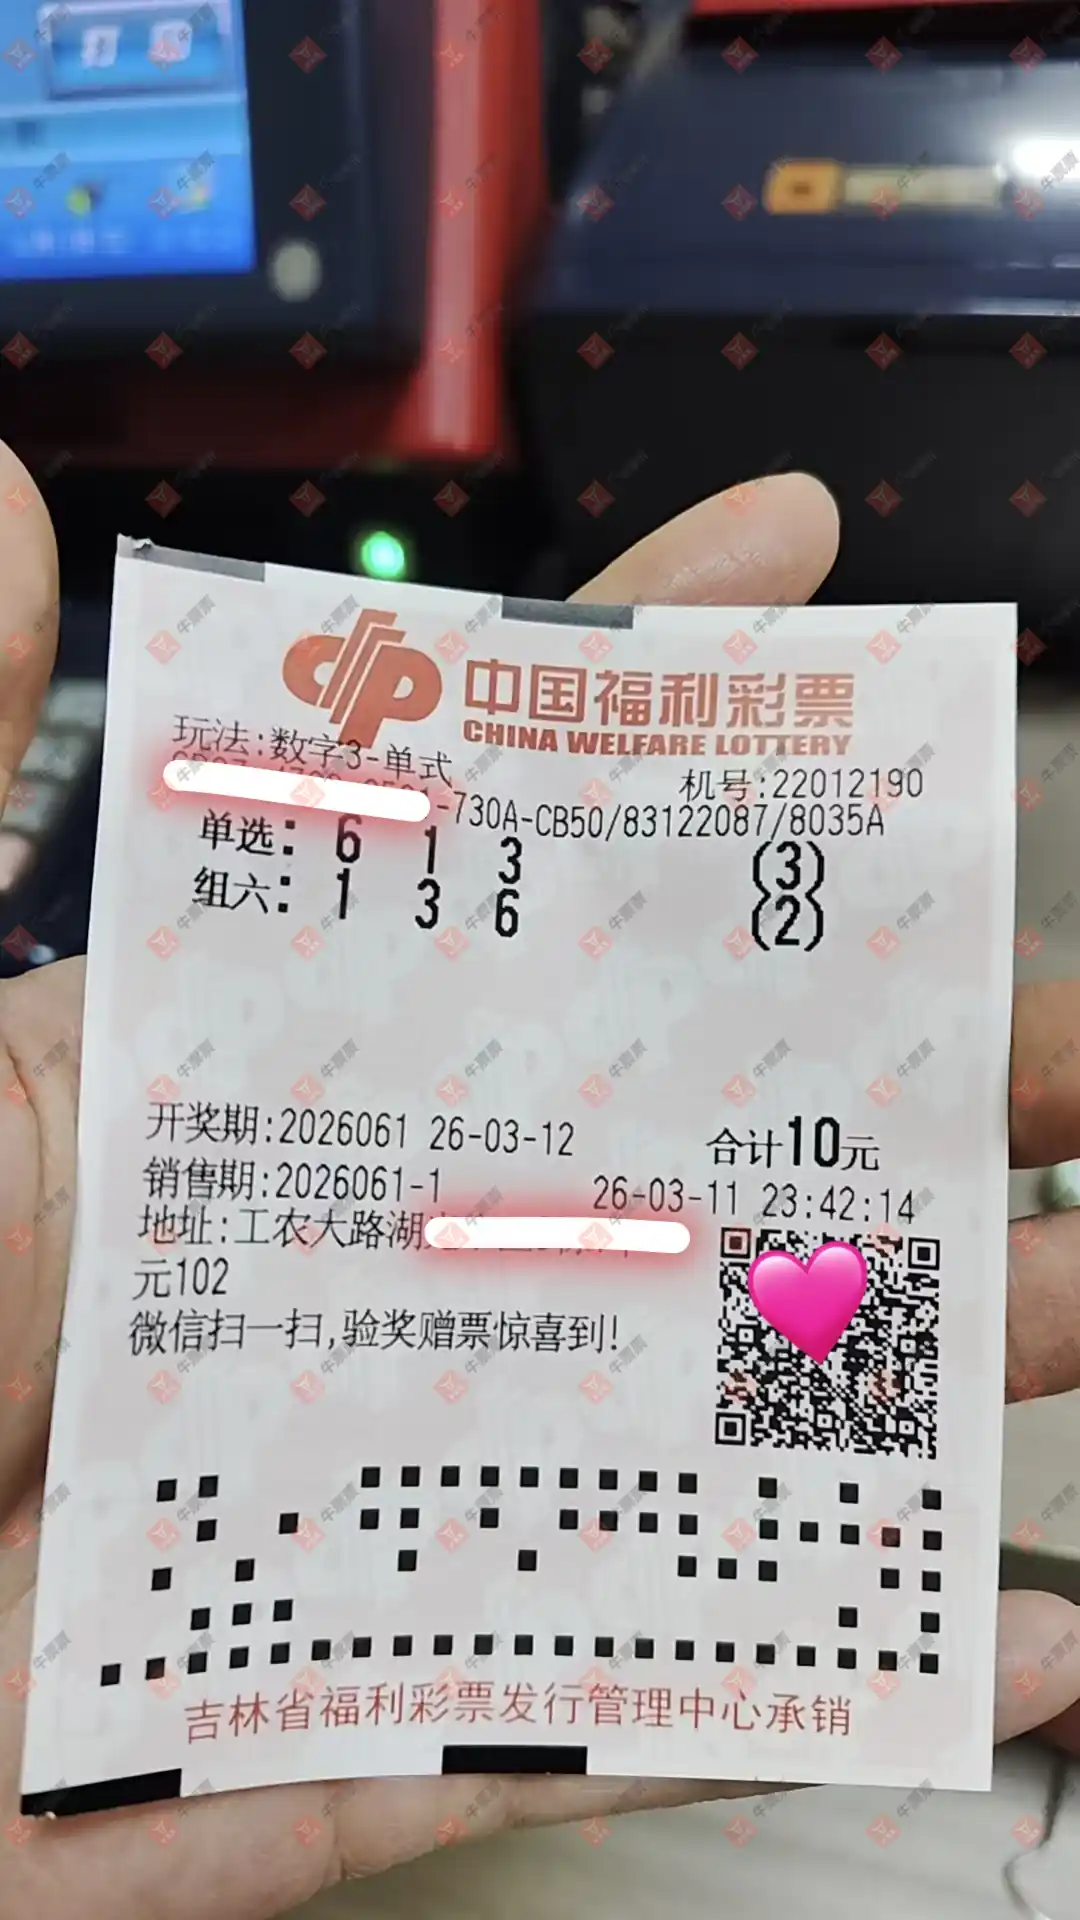 中国福利彩票
CHINA WELFARE LOTTERY
玩法:数字3-单式
机号:22012190
-730A-CB50/83122087/8035A
单选: 6 1 3 (3)
组六: 1 3 6 (2)
开奖期:2026061 26-03-12 合计10元
销售期:2026061-1 26-03-11 23:42:14
地址:工农大路湖
元102
微信扫一扫,验奖赠票惊喜到!
吉林省福利彩票发行管理中心承销
牛票票